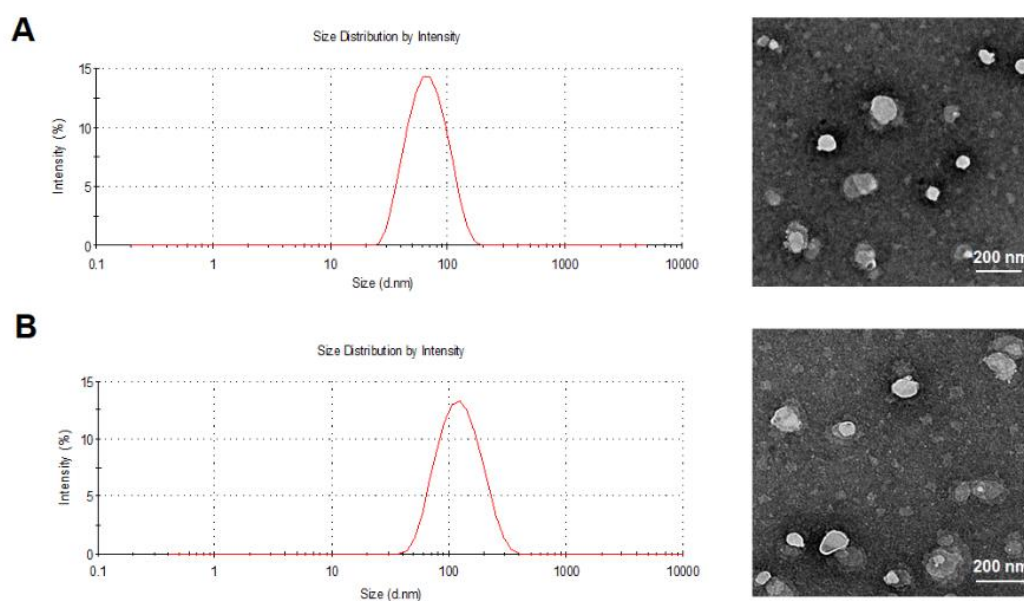 A
Size Distribution by Intensity
15
10
5
0
Intensity (%)
0.1 1 10 100 1000 10000
Size (d.nm)
200 nm
B
Size Distribution by Intensity
15
10
5
0
Intensity (%)
0.1 1 10 100 1000 10000
Size (d.nm)
200 nm